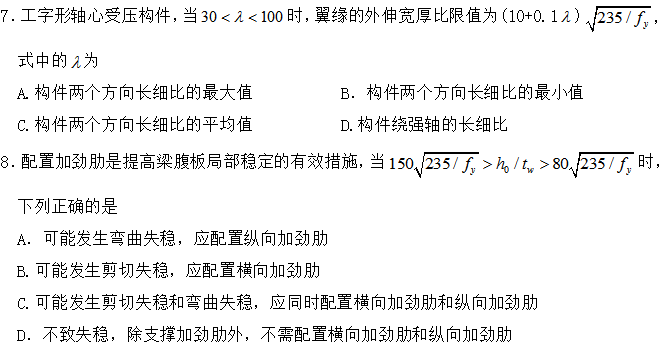 7．工字形轴心受压构件，当 30 < λ < 100 时，翼缘的外伸宽厚比限值为(10+0.1λ) √235 / f_y，
式中的λ为
A. 构件两个方向长细比的最大值 B．构件两个方向长细比的最小值
C. 构件两个方向长细比的平均值 D. 构件绕强轴的长细比
8．配置加劲肋是提高梁腹板局部稳定的有效措施，当 150√235 / f_y > h_0 / t_w > 80√235 / f_y 时，
下列正确的是
A．可能发生弯曲失稳，应配置纵向加劲肋
B. 可能发生剪切失稳，应配置横向加劲肋
C. 可能发生剪切失稳和弯曲失稳，应同时配置横向加劲肋和纵向加劲肋
D．不致失稳，除支撑加劲肋外，不需配置横向加劲肋和纵向加劲肋